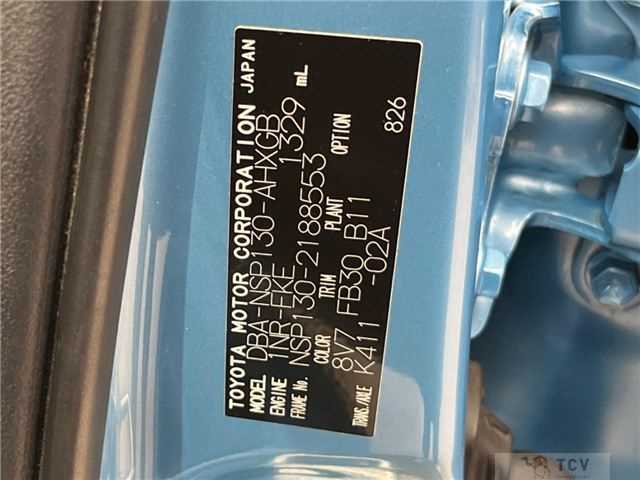 TOYOTA MOTOR CORPORATION JAPAN
MODEL DBA-NSP130-AHXGB
ENGINE 1NR-FKE 1329 mL
FRAME No. NSP130-2188553
COLOR TRIM PLANT OPTION
8V7 FB30 B11
TRANS./AXLE K411 -02A 826
TCV